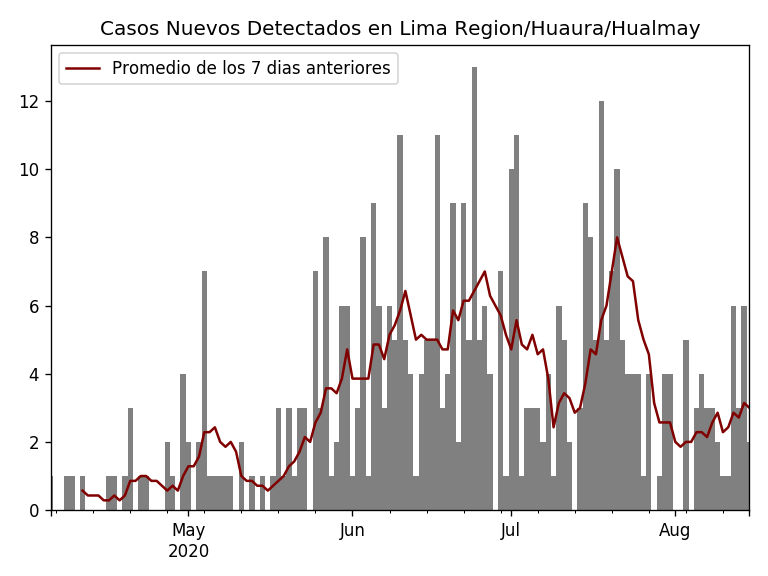 Casos Nuevos Detectados en Lima Region/Huaura/Hualmay
Promedio de los 7 dias anteriores
12
10
8
6
4
2
0
May
2020
Jun
Jul
Aug